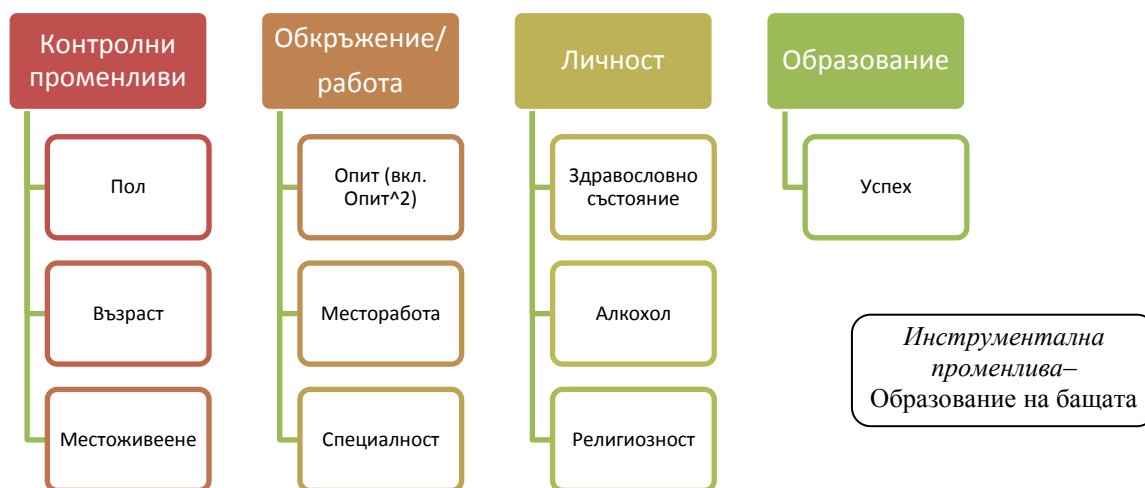 Контролни
променливи
Пол
Възраст
Местоживеене
Обкръжение/
работа
Опит (вкл.
Опит^2)
Месторабота
Специалност
Личност
Здравословно
състояние
Алкохол
Религиозност
Образование
Успех
Инструментална
променлива–
Образование на бащата